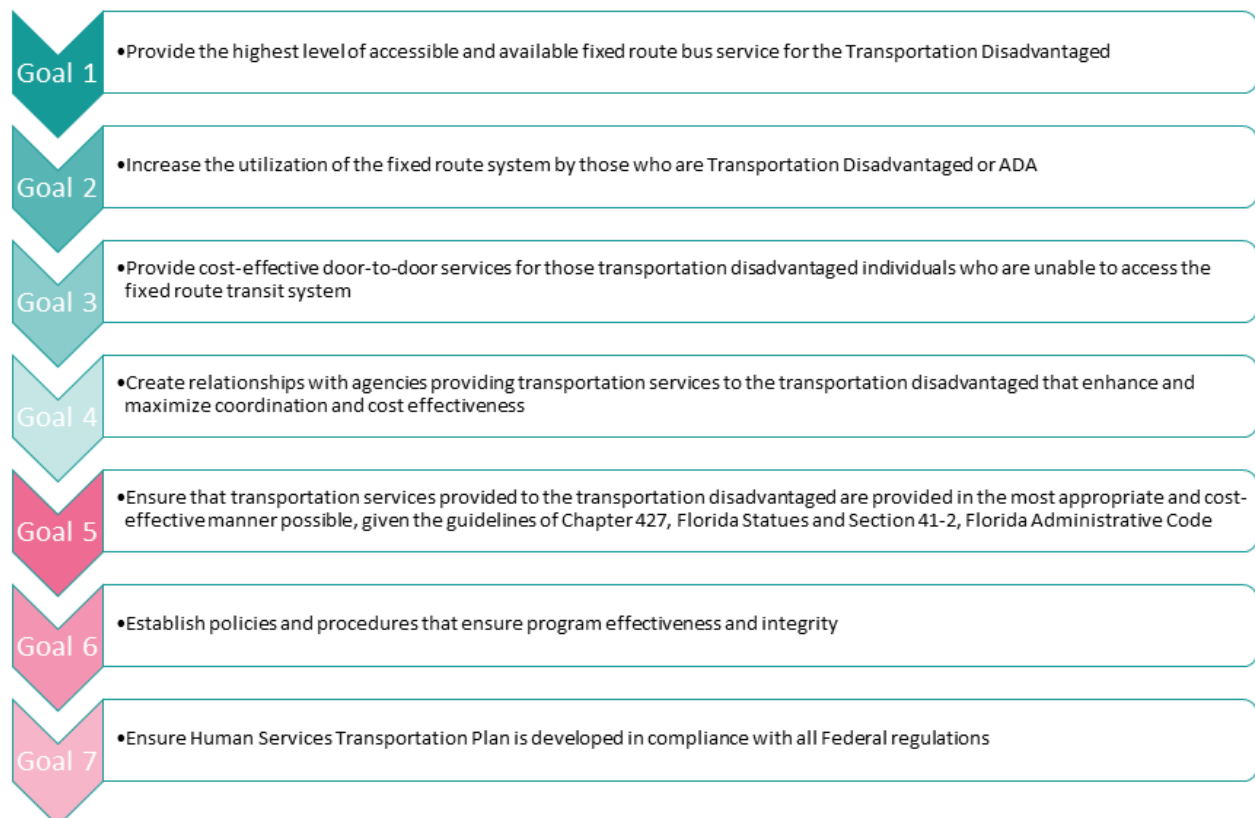 Goal 1
•Provide the highest level of accessible and available fixed route bus service for the Transportation Disadvantaged
Goal 2
•Increase the utilization of the fixed route system by those who are Transportation Disadvantaged or ADA
Goal 3
•Provide cost-effective door-to-door services for those transportation disadvantaged individuals who are unable to access the
fixed route transit system
Goal 4
•Create relationships with agencies providing transportation services to the transportation disadvantaged that enhance and
maximize coordination and cost effectiveness
Goal 5
•Ensure that transportation services provided to the transportation disadvantaged are provided in the most appropriate and cost-
effective manner possible, given the guidelines of Chapter 427, Florida Statues and Section 41-2, Florida Administrative Code
Goal 6
•Establish policies and procedures that ensure program effectiveness and integrity
Goal 7
•Ensure Human Services Transportation Plan is developed in compliance with all Federal regulations